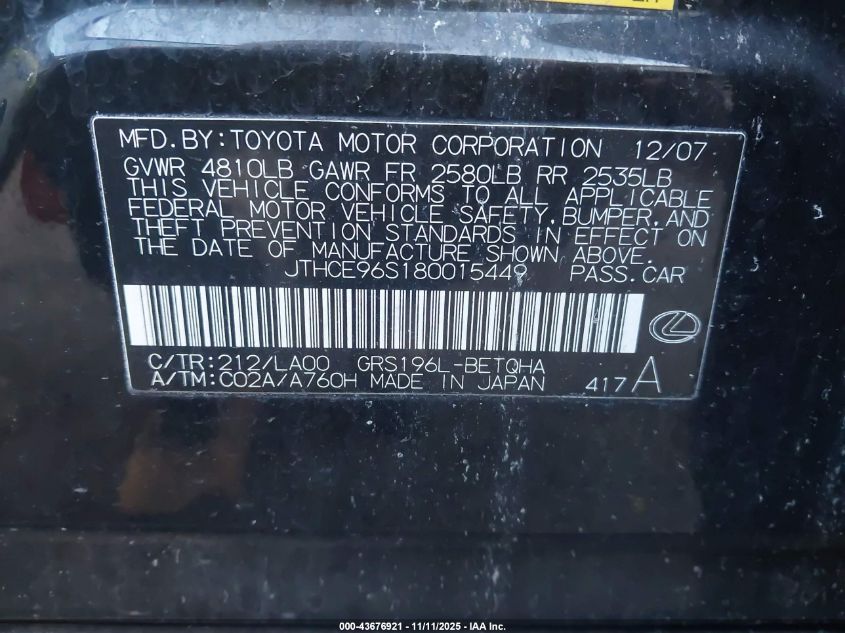 MFD.BY:TOYOTA MOTOR CORPORATION 12/07
GVWR 4810LB GAWR FR 2580LB RR 2535LB
THIS VEHICLE CONFORMS TO ALL APPLICABLE
FEDERAL MOTOR VEHICLE SAFETY,BUMPER,AND
THEFT PREVENTION STANDARDS IN EFFECT ON
THE DATE OF MANUFACTURE SHOWN ABOVE.
JTHCE96S180015449 PASS.CAR
C/TR:212/LA00 GRS196L-BETQHA
A/TM:C02A/A760H MADE IN JAPAN 417A
000-43676921 - 11/11/2025 - IAA Inc.